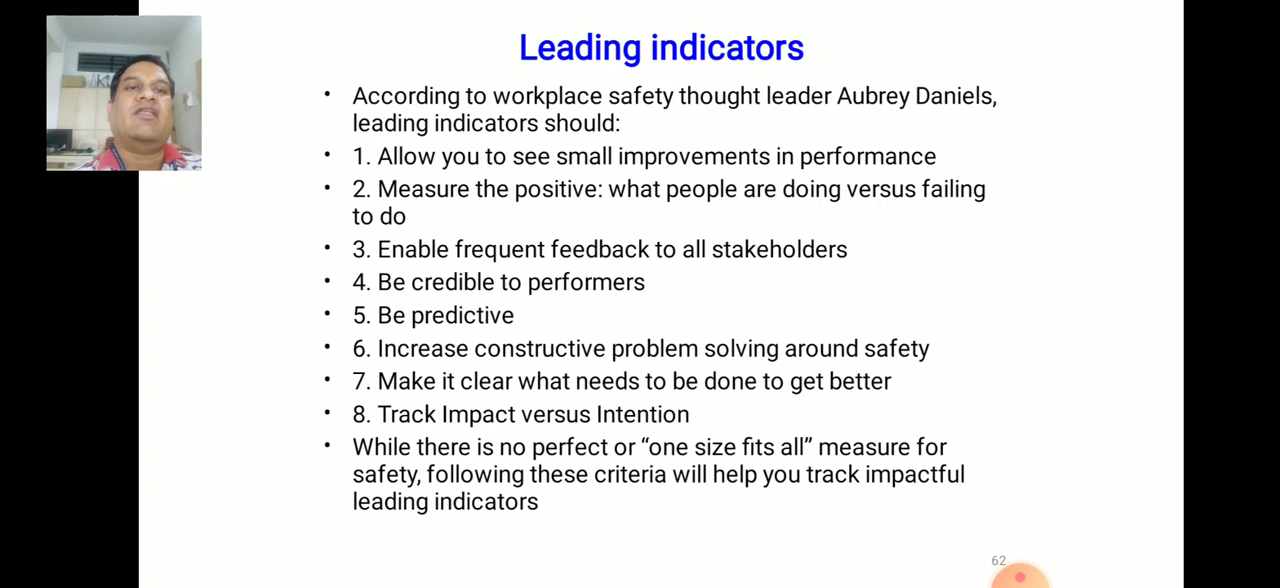 Leading indicators
• According to workplace safety thought leader Aubrey Daniels,
leading indicators should:
• 1. Allow you to see small improvements in performance
• 2. Measure the positive: what people are doing versus failing
to do
• 3. Enable frequent feedback to all stakeholders
• 4. Be credible to performers
• 5. Be predictive
• 6. Increase constructive problem solving around safety
• 7. Make it clear what needs to be done to get better
• 8. Track Impact versus Intention
• While there is no perfect or “one size fits all” measure for
safety, following these criteria will help you track impactful
leading indicators
62